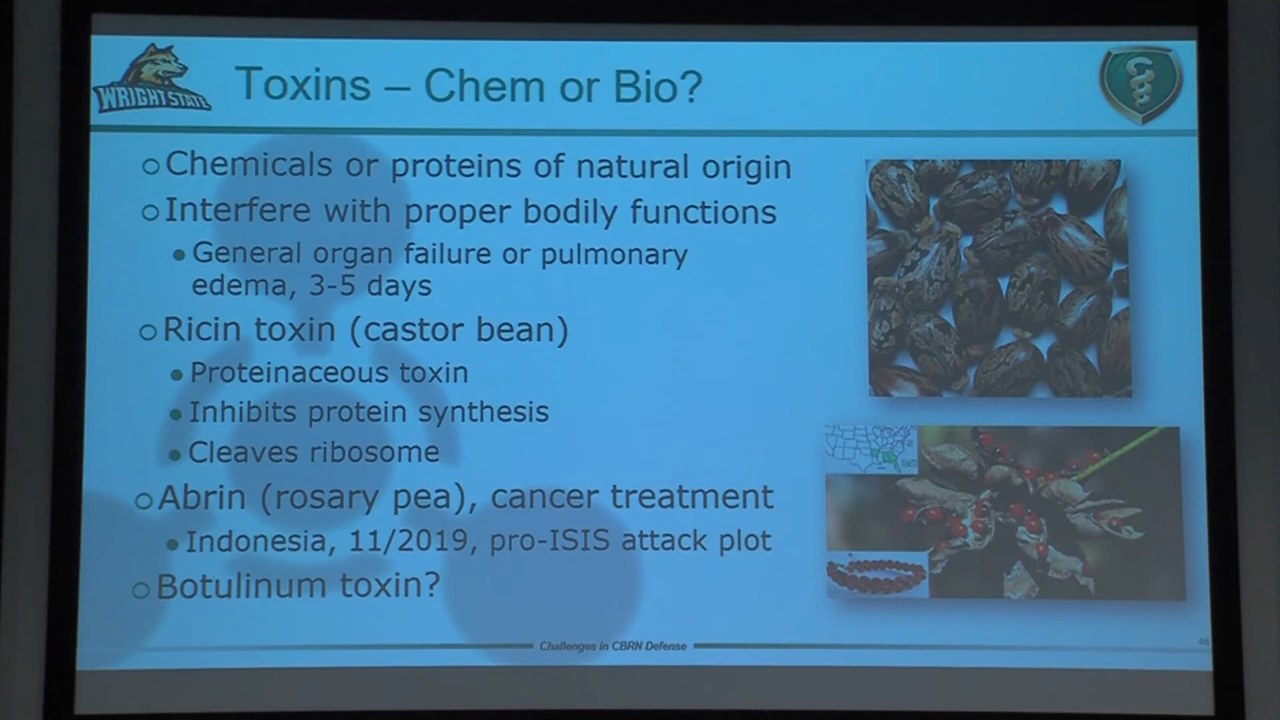 WRIGHT STATE
Toxins – Chem or Bio?
Chemicals or proteins of natural origin
Interfere with proper bodily functions
General organ failure or pulmonary
edema, 3-5 days
Ricin toxin (castor bean)
Proteinaceous toxin
Inhibits protein synthesis
Cleaves ribosome
Abrin (rosary pea), cancer treatment
Indonesia, 11/2019, pro-ISIS attack plot
Botulinum toxin?
Challenges in CBRN Defense